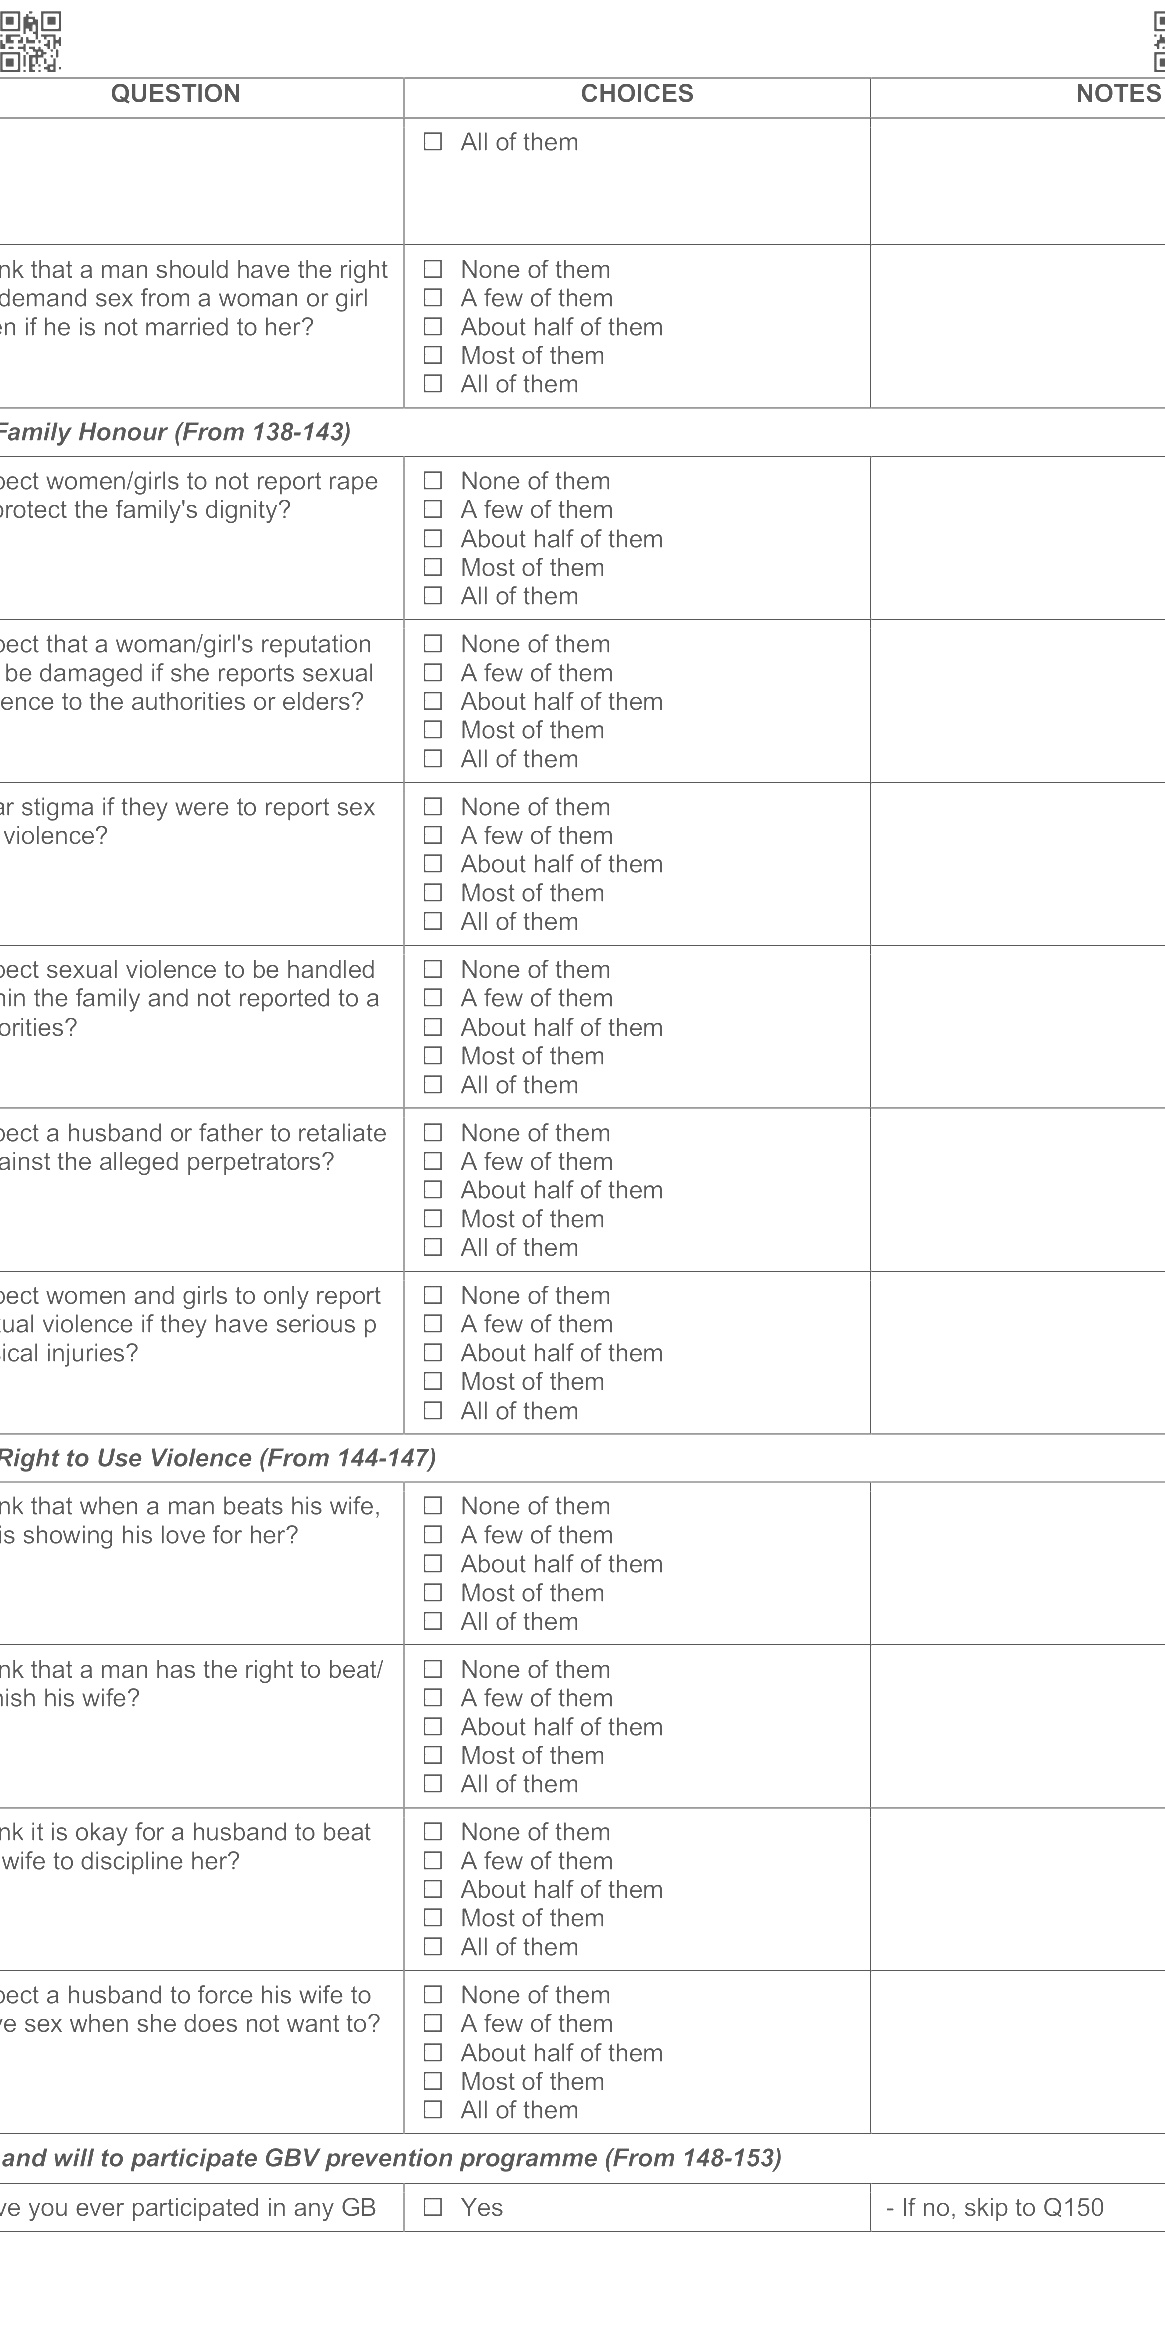 QUESTION CHOICES NOTES
☐ All of them
nk that a man should have the right
demand sex from a woman or girl
n if he is not married to her?
☐ None of them
☐ A few of them
☐ About half of them
☐ Most of them
☐ All of them
Family Honour (From 138-143)
pect women/girls to not report rape
protect the family's dignity?
☐ None of them
☐ A few of them
☐ About half of them
☐ Most of them
☐ All of them
pect that a woman/girl's reputation
be damaged if she reports sexual
ence to the authorities or elders?
☐ None of them
☐ A few of them
☐ About half of them
☐ Most of them
☐ All of them
ar stigma if they were to report sex
violence?
☐ None of them
☐ A few of them
☐ About half of them
☐ Most of them
☐ All of them
pect sexual violence to be handled
hin the family and not reported to a
orities?
☐ None of them
☐ A few of them
☐ About half of them
☐ Most of them
☐ All of them
pect a husband or father to retaliate
ainst the alleged perpetrators?
☐ None of them
☐ A few of them
☐ About half of them
☐ Most of them
☐ All of them
pect women and girls to only report
ual violence if they have serious p
ical injuries?
☐ None of them
☐ A few of them
☐ About half of them
☐ Most of them
☐ All of them
Right to Use Violence (From 144-147)
nk that when a man beats his wife,
is showing his love for her?
☐ None of them
☐ A few of them
☐ About half of them
☐ Most of them
☐ All of them
nk that a man has the right to beat/
nish his wife?
☐ None of them
☐ A few of them
☐ About half of them
☐ Most of them
☐ All of them
nk it is okay for a husband to beat
wife to discipline her?
☐ None of them
☐ A few of them
☐ About half of them
☐ Most of them
☐ All of them
pect a husband to force his wife to
ve sex when she does not want to?
☐ None of them
☐ A few of them
☐ About half of them
☐ Most of them
☐ All of them
and will to participate GBV prevention programme (From 148-153)
ve you ever participated in any GB ☐ Yes - If no, skip to Q150